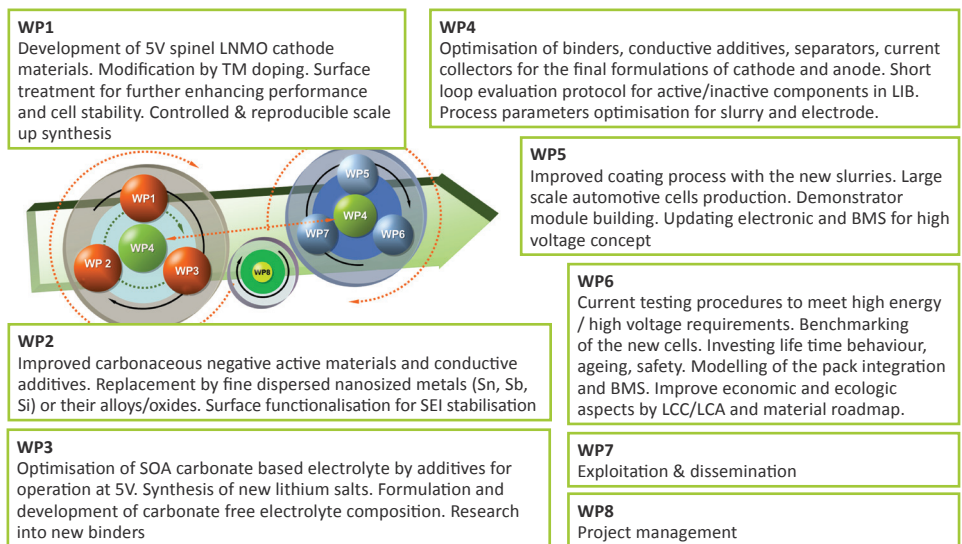 WP1
Development of 5V spinel LNMO cathode
materials. Modification by TM doping. Surface
treatment for further enhancing performance
and cell stability. Controlled & reproducible scale
up synthesis
WP4
Optimisation of binders, conductive additives, separators, current
collectors for the final formulations of cathode and anode. Short
loop evaluation protocol for active/inactive components in LIB.
Process parameters optimisation for slurry and electrode.
WP5
Improved coating process with the new slurries. Large
scale automotive cells production. Demonstrator
module building. Updating electronic and BMS for high
voltage concept
WP1
WP4
WP 2
WP3
WP8
WP5
WP4
WP7
WP6
WP6
Current testing procedures to meet high energy
/ high voltage requirements. Benchmarking
of the new cells. Investing life time behaviour,
ageing, safety. Modelling of the pack integration
and BMS. Improve economic and ecologic
aspects by LCC/LCA and material roadmap.
WP2
Improved carbonaceous negative active materials and conductive
additives. Replacement by fine dispersed nanosized metals (Sn, Sb,
Si) or their alloys/oxides. Surface functionalisation for SEI stabilisation
WP3
Optimisation of SOA carbonate based electrolyte by additives for
operation at 5V. Synthesis of new lithium salts. Formulation and
development of carbonate free electrolyte composition. Research
into new binders
WP7
Exploitation & dissemination
WP8
Project management